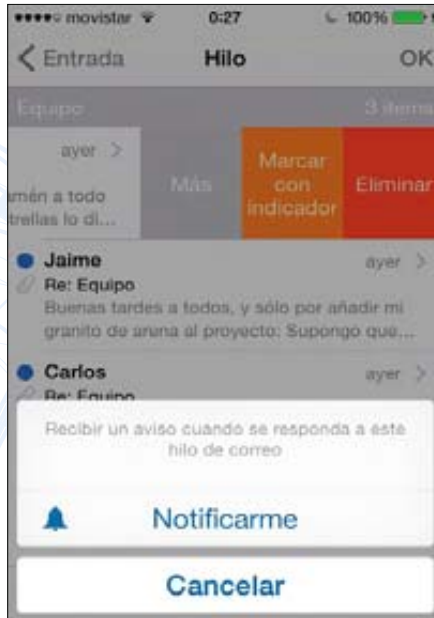 movistar 0:27 100%
Entrada Hilo OK
Equipo 3 items
ayer
amén a todo
trellas lo di...
Más
Marcar
con
indicador
Eliminar
Jaime ayer
Re: Equipo
Buenas tardes a todos, y sólo por añadir mi
granito de arena al proyecto: Supongo que...
Carlos ayer
Re: Equipo
Recibir un aviso cuando se responda a este
hilo de correo
Notificarme
Cancelar